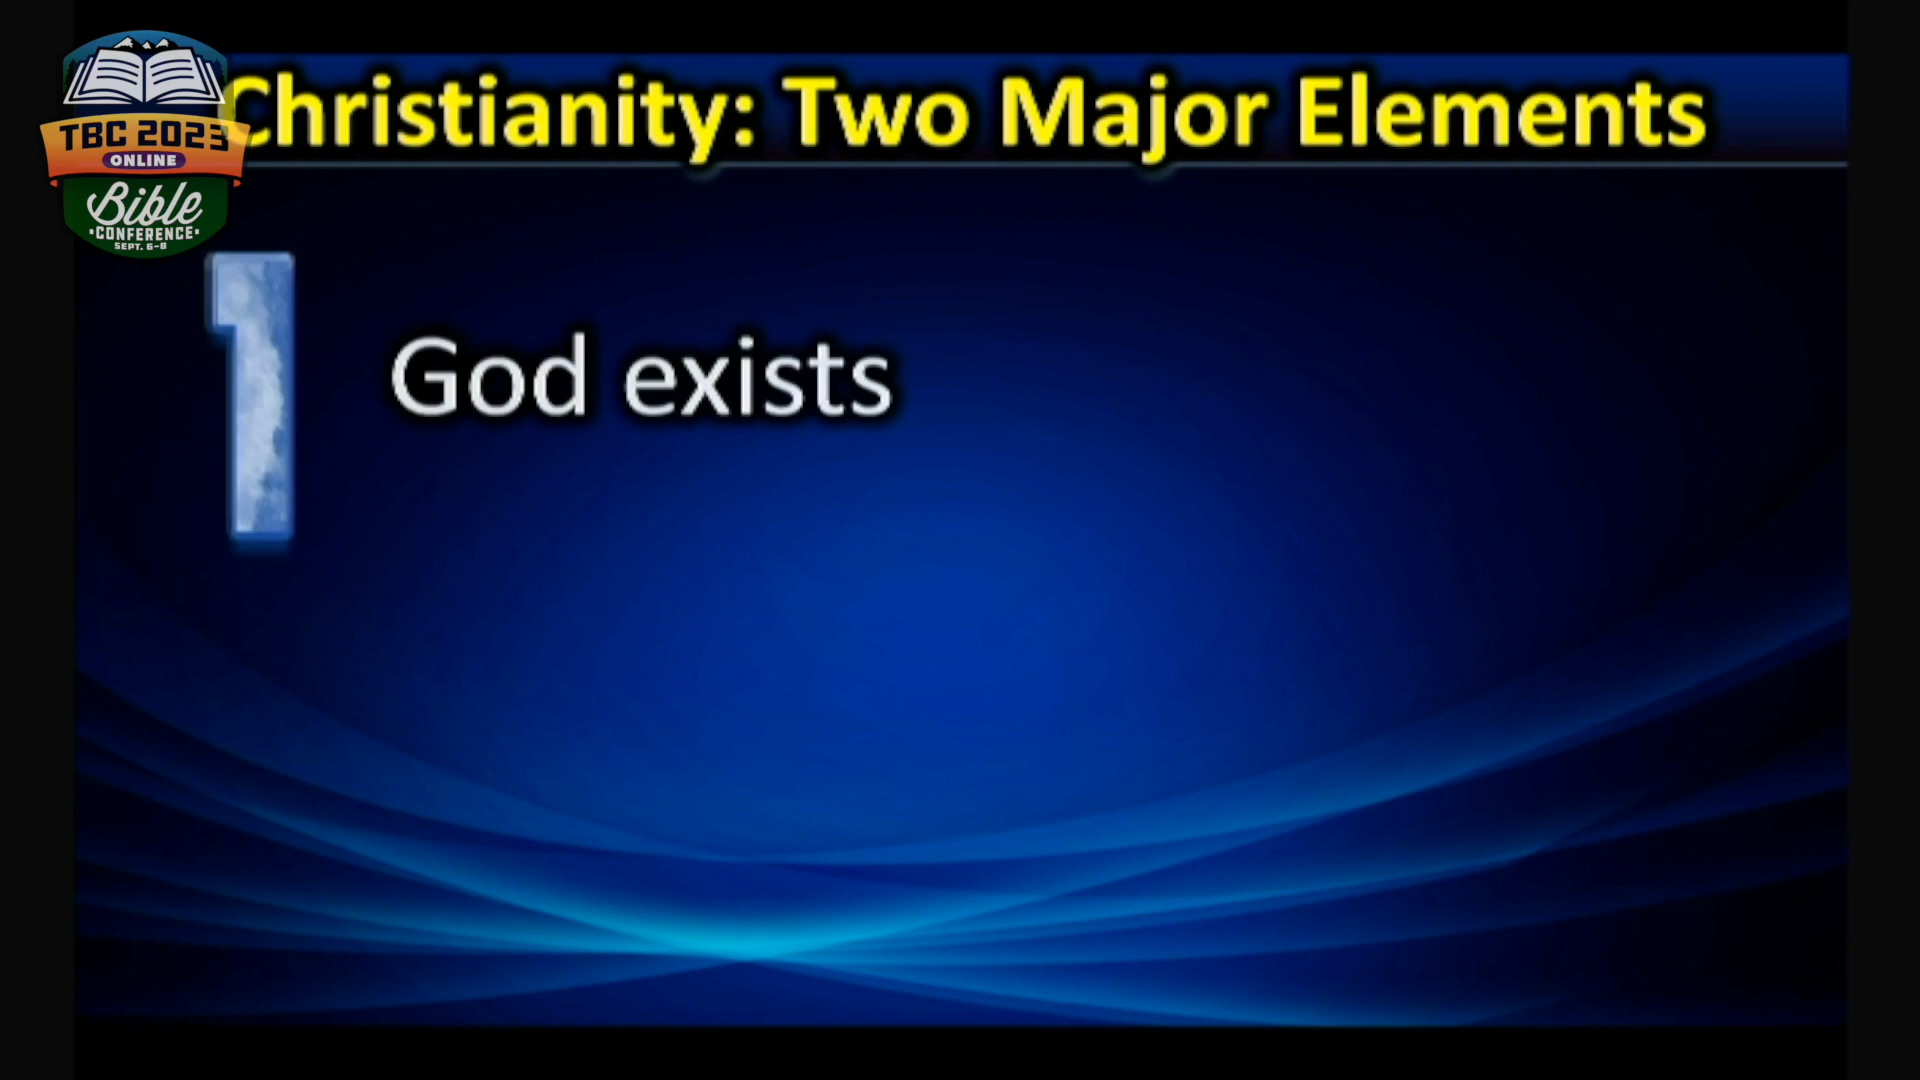 Christianity: Two Major Elements
TBC 2023
ONLINE
Bible
•CONFERENCE•
SEPT. 6-8
1
God exists